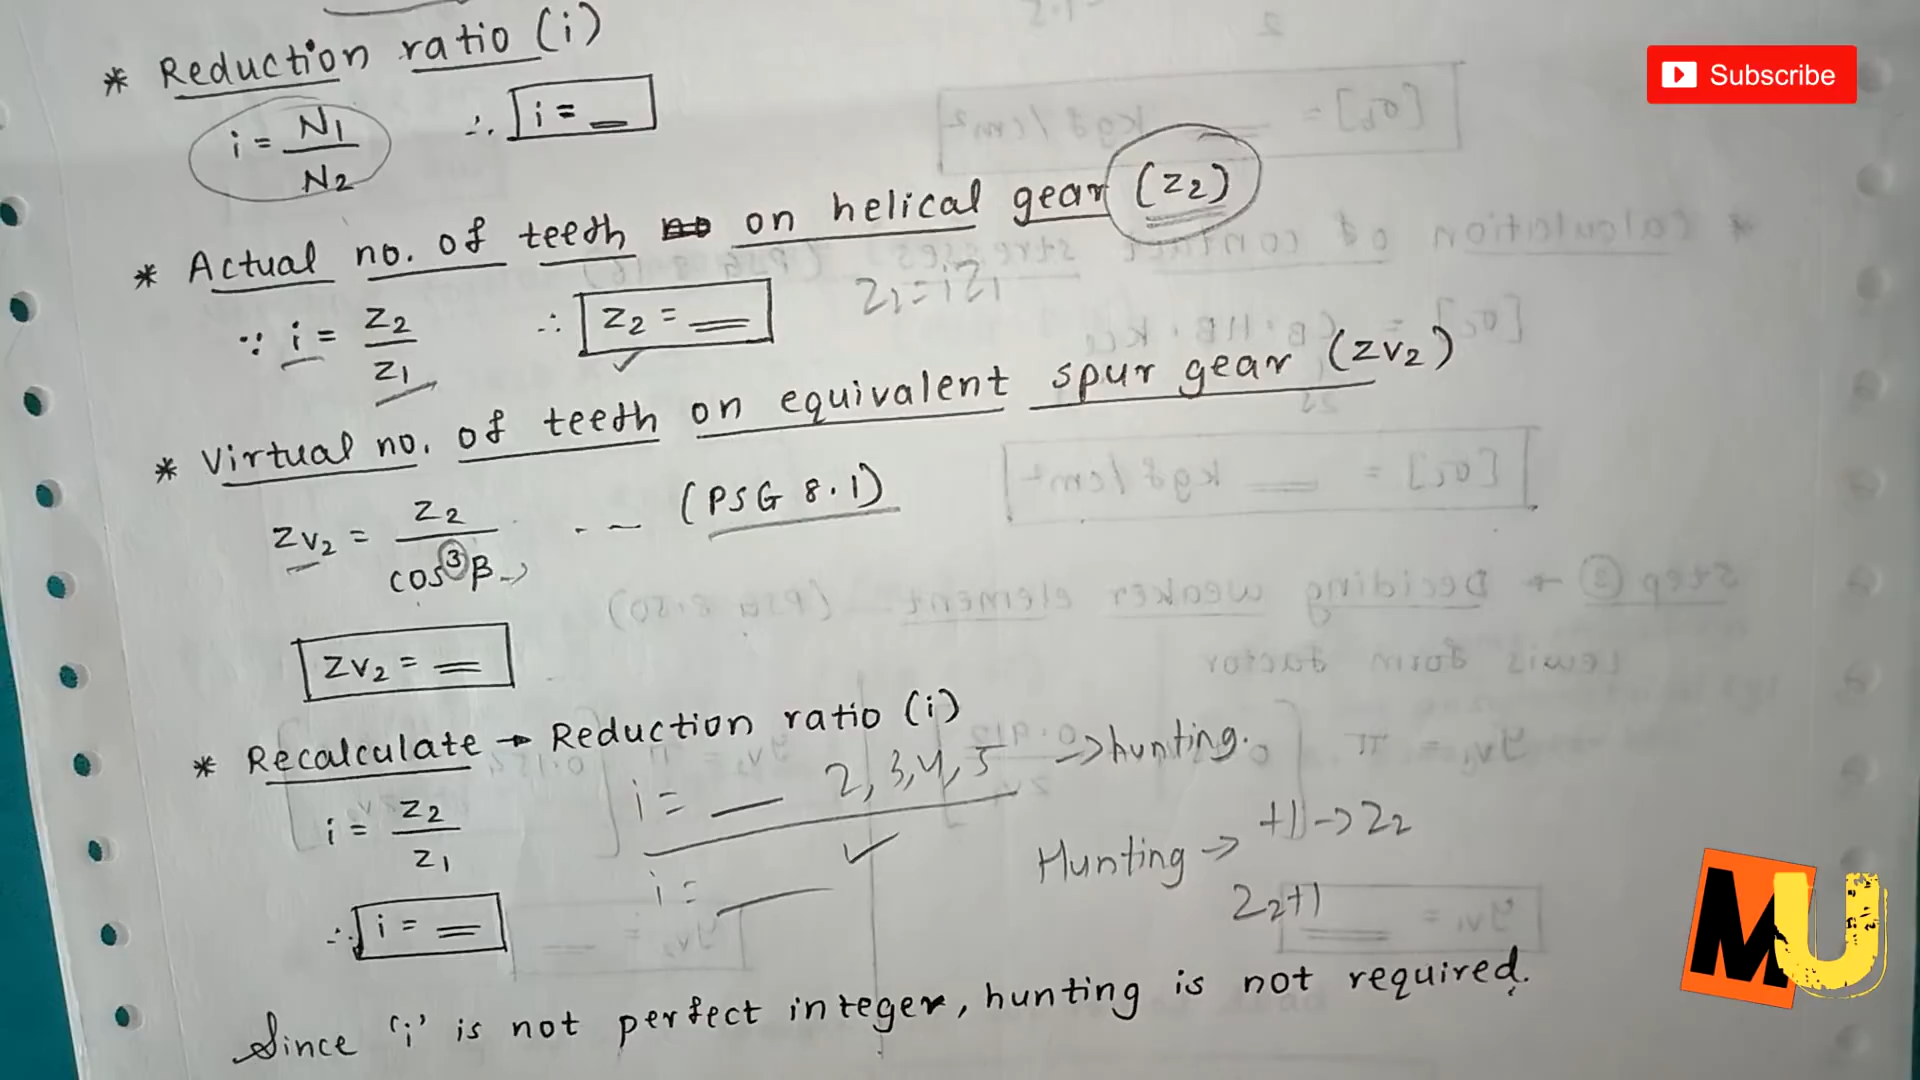 * Reduction ratio (i)
i = N1 / N2 ∴ i = _
* Actual no. of teeth on helical gear (z2)
∵ i = z2 / z1 ∴ z2 = __ z2 = iz1
* Virtual no. of teeth on equivalent spur gear (zv2)
zv2 = z2 / cos³β .. _ (PSG 8.1)
zv2 = __
* Recalculate → Reduction ratio (i)
i = z2 / z1 i = __ 2, 3, 4, 5 → hunting.
Hunting → +1 → z2
i = __ z2+1
∴ i = __
Since 'i' is not perfect integer, hunting is not required.
Subscribe
MU